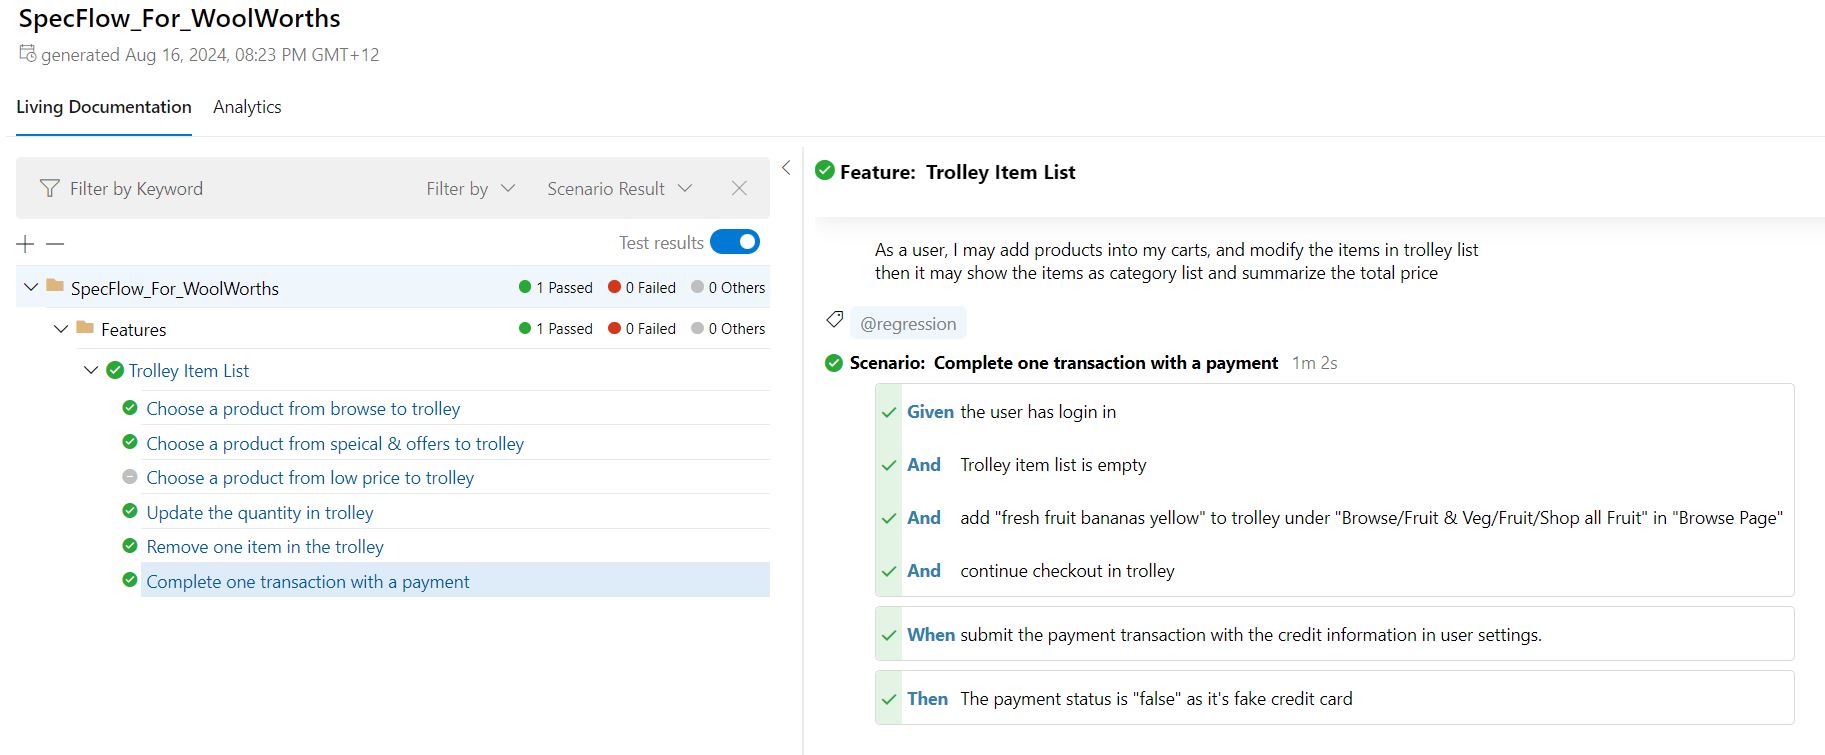 SpecFlow_For_WoolWorths
generated Aug 16, 2024, 08:23 PM GMT+12
Living Documentation Analytics
Filter by Keyword Filter by Scenario Result
Test results
SpecFlow_For_WoolWorths 1 Passed 0 Failed 0 Others
Features 1 Passed 0 Failed 0 Others
Trolley Item List
Choose a product from browse to trolley
Choose a product from speical & offers to trolley
Choose a product from low price to trolley
Update the quantity in trolley
Remove one item in the trolley
Complete one transaction with a payment
Feature: Trolley Item List
As a user, I may add products into my carts, and modify the items in trolley list
then it may show the items as category list and summarize the total price
@regression
Scenario: Complete one transaction with a payment 1m 2s
Given the user has login in
And Trolley item list is empty
And add "fresh fruit bananas yellow" to trolley under "Browse/Fruit & Veg/Fruit/Shop all Fruit" in "Browse Page"
And continue checkout in trolley
When submit the payment transaction with the credit information in user settings.
Then The payment status is "false" as it's fake credit card